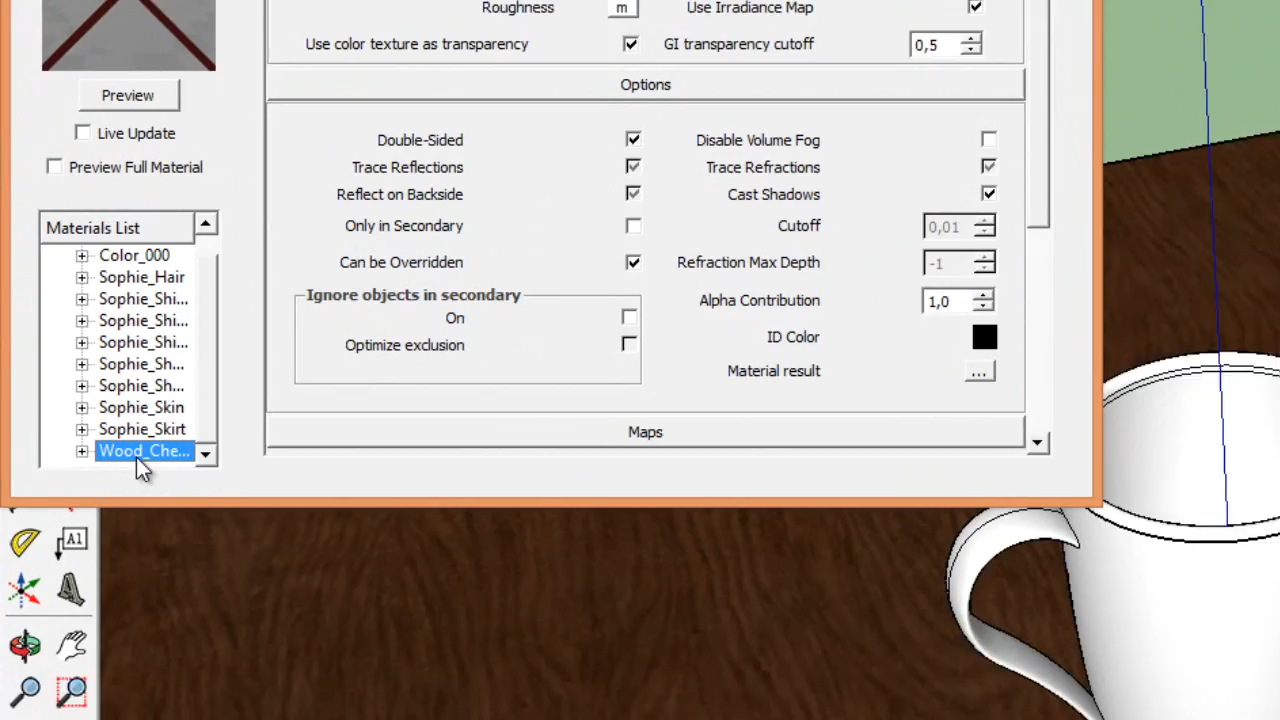 Roughness m Use Irradiance Map
Use color texture as transparency GI transparency cutoff 0,5
Options
Preview
Live Update
Preview Full Material
Double-Sided Disable Volume Fog
Trace Reflections Trace Refractions
Reflect on Backside Cast Shadows
Only in Secondary Cutoff 0,01
Can be Overridden Refraction Max Depth -1
Ignore objects in secondary
On
Optimize exclusion
Alpha Contribution 1,0
ID Color
Material result ...
Maps
Materials List
Color_000
Sophie_Hair
Sophie_Shi...
Sophie_Shi...
Sophie_Shi...
Sophie_Sh...
Sophie_Sh...
Sophie_Skin
Sophie_Skirt
Wood_Che...
A1